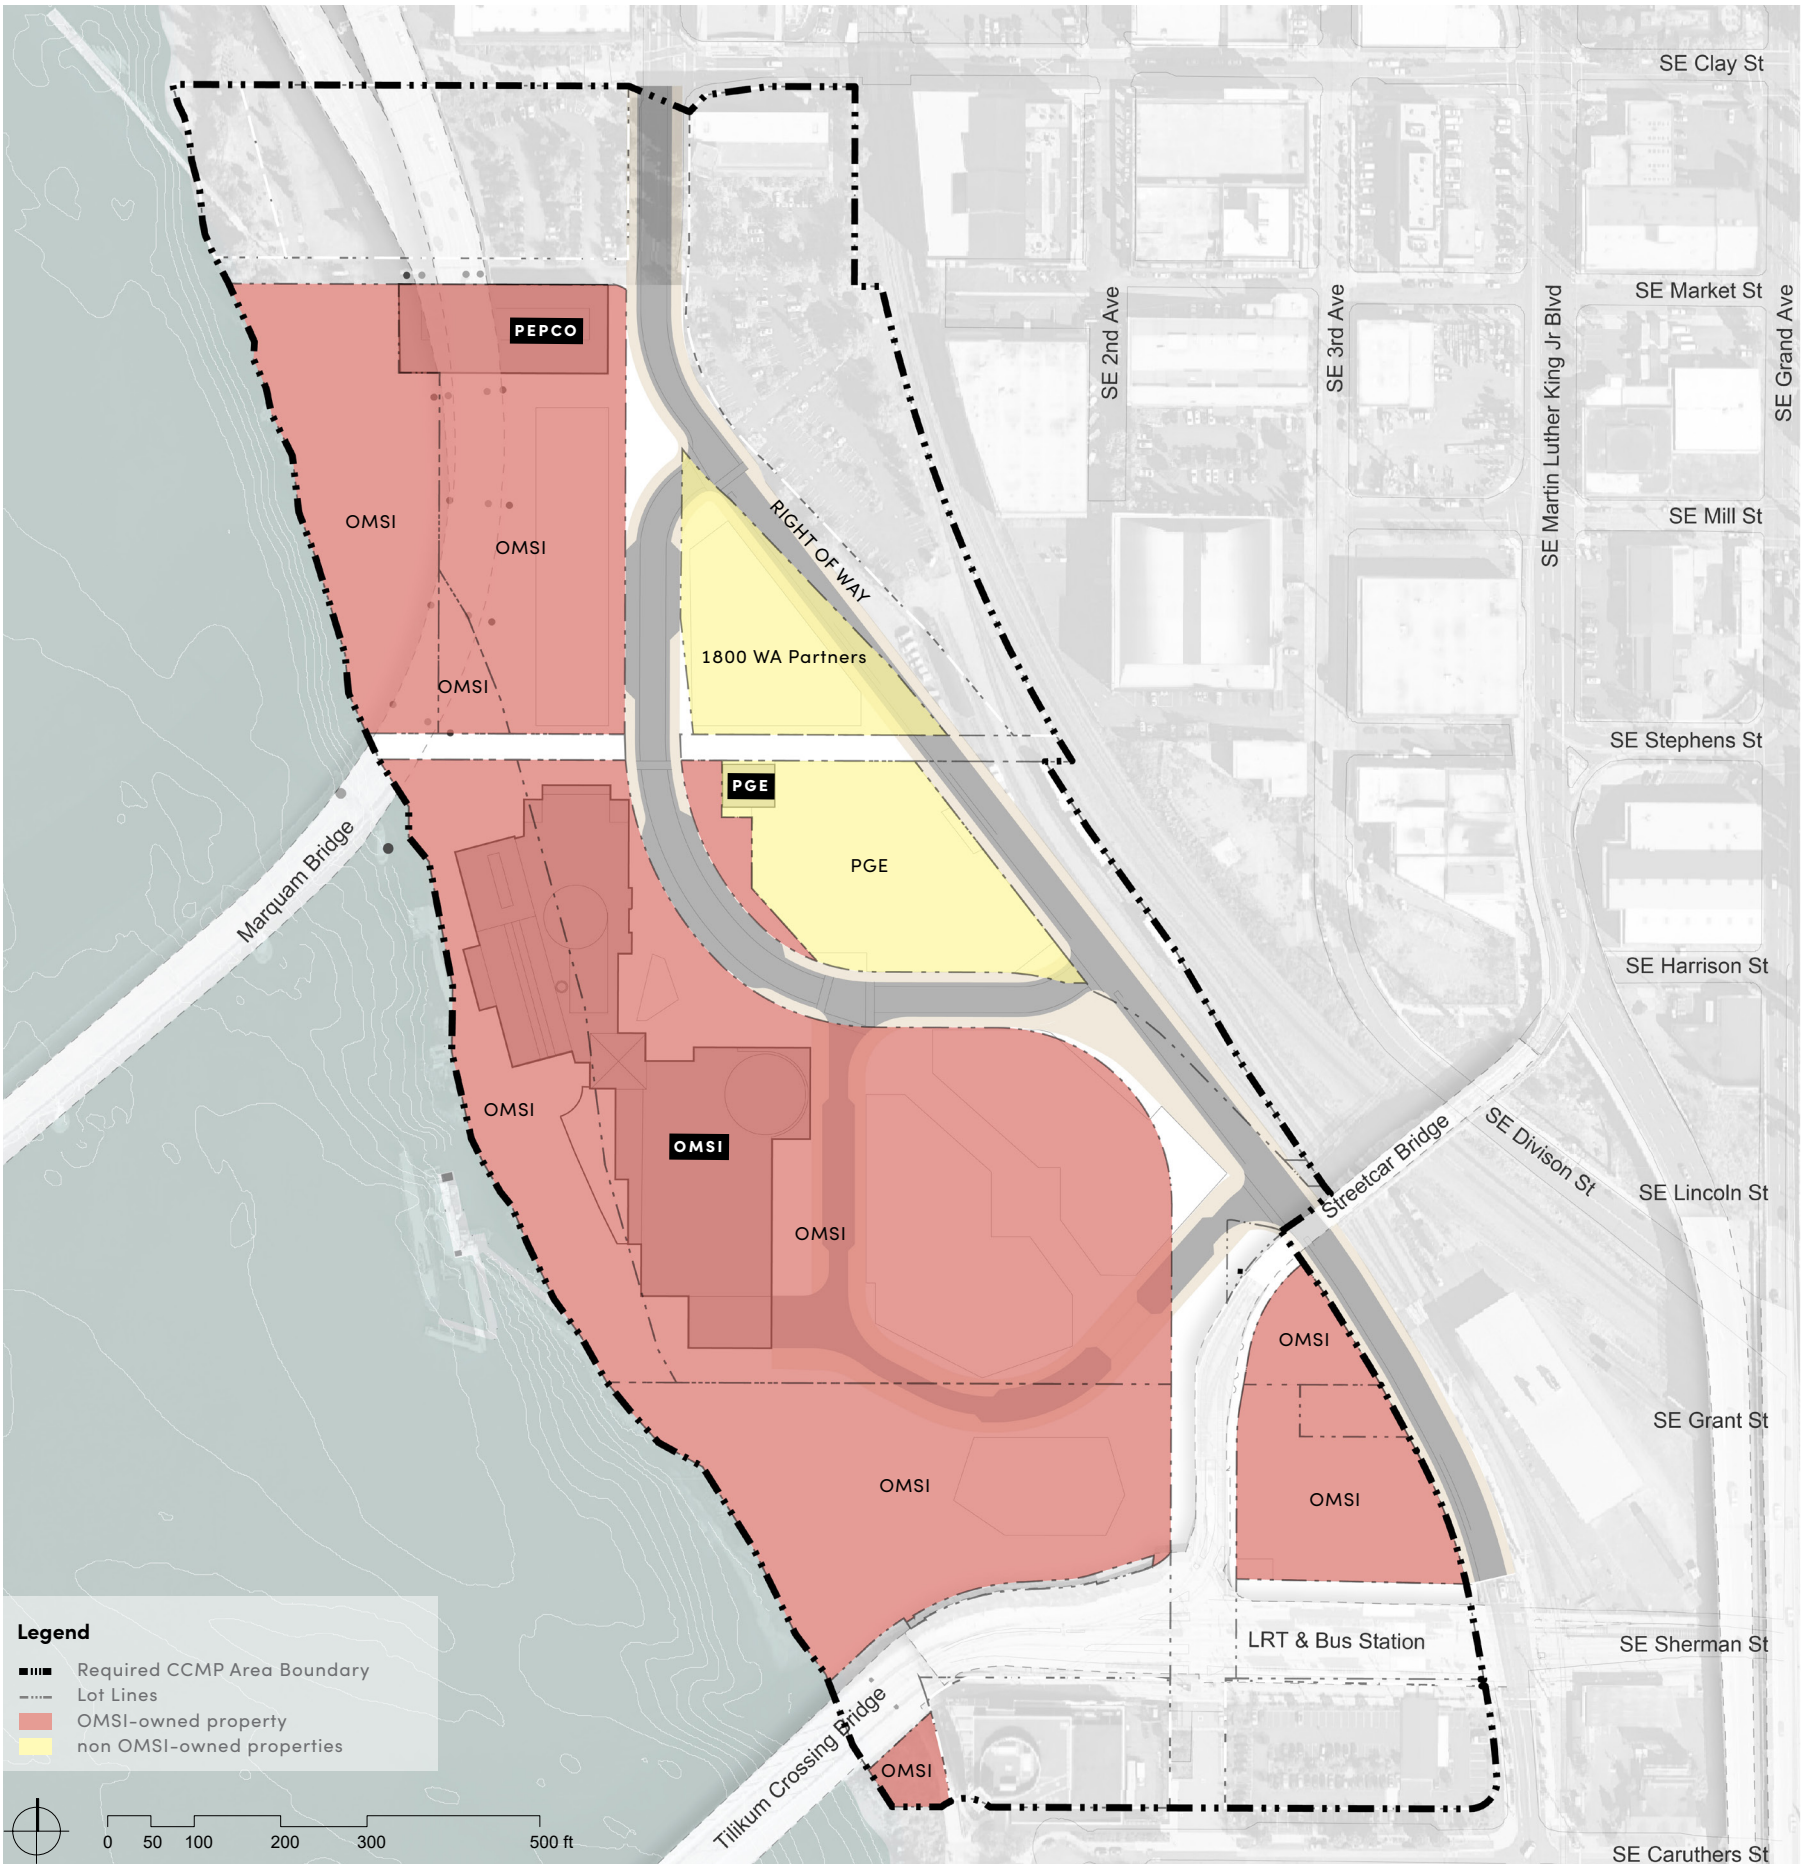 SE Clay St
SE Market St
PEPCO
SE 2nd Ave
SE 3rd Ave
SE Martin Luther King Jr Blvd
SE Grand Ave
OMSI
OMSI
RIGHT OF WAY
SE Mill St
1800 WA Partners
OMSI
SE Stephens St
PGE
Marquam Bridge
PGE
SE Harrison St
OMSI
OMSI
Streetcar Bridge
SE Divison St
SE Lincoln St
OMSI
OMSI
SE Grant St
OMSI
OMSI
LRT & Bus Station
SE Sherman St
Tilikum Crossing Bridge
OMSI
SE Caruthers St
Legend
Required CCMP Area Boundary
Lot Lines
OMSI-owned property
non OMSI-owned properties
0 50 100 200 300 500 ft